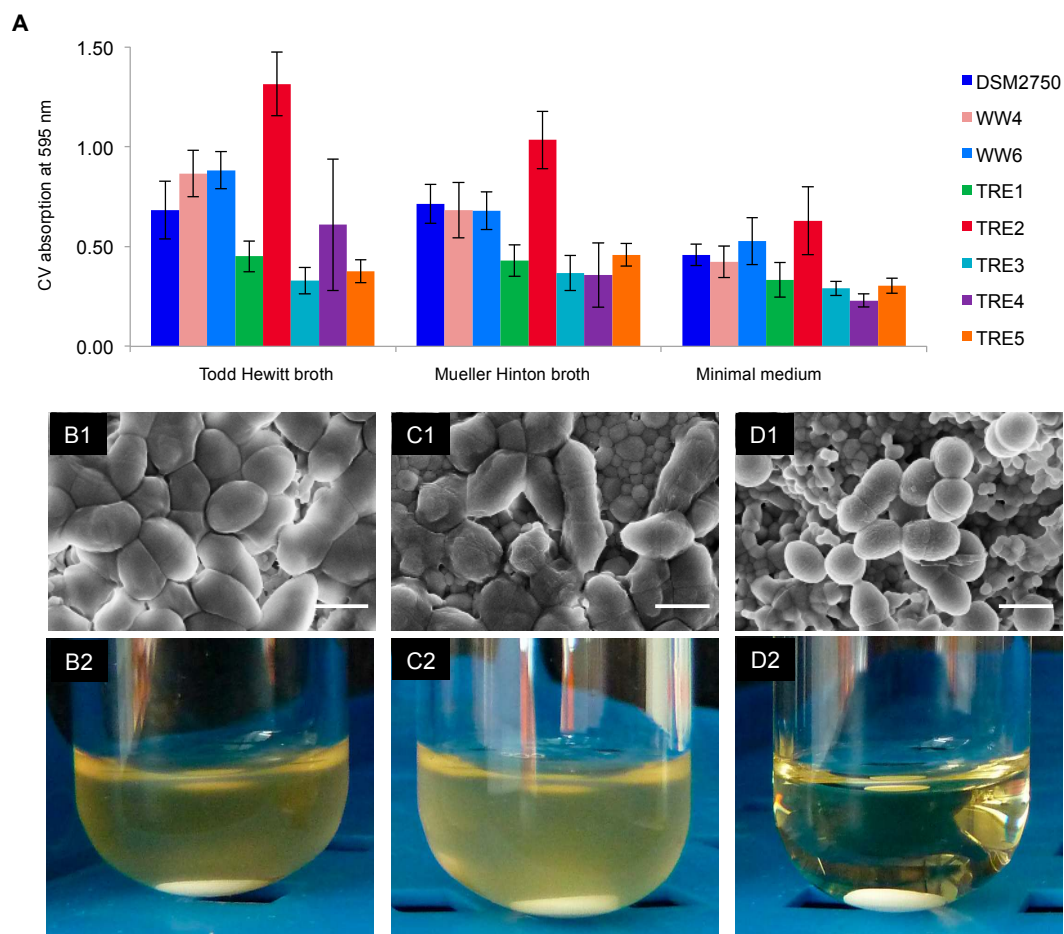 A
CV absorption at 595 nm
1.50
1.00
0.50
0.00
Todd Hewitt broth
Mueller Hinton broth
Minimal medium
DSM2750
WW4
WW6
TRE1
TRE2
TRE3
TRE4
TRE5
B1
C1
D1
B2
C2
D2